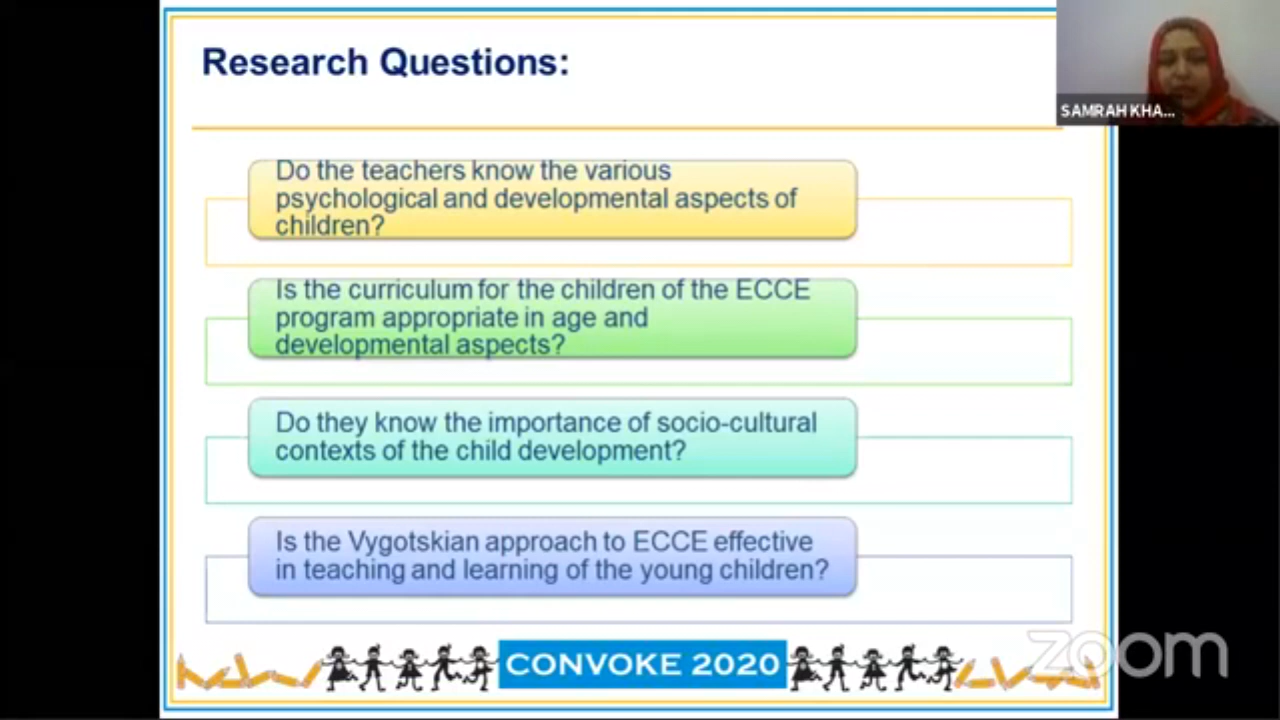 Research Questions:
SAMRAH KHA...
Do the teachers know the various
psychological and developmental aspects of
children?
Is the curriculum for the children of the ECCE
program appropriate in age and
developmental aspects?
Do they know the importance of socio-cultural
contexts of the child development?
Is the Vygotskian approach to ECCE effective
in teaching and learning of the young children?
CONVOKE 2020
zoom